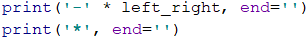 print('-' * left_right, end='')
print('*', end='')